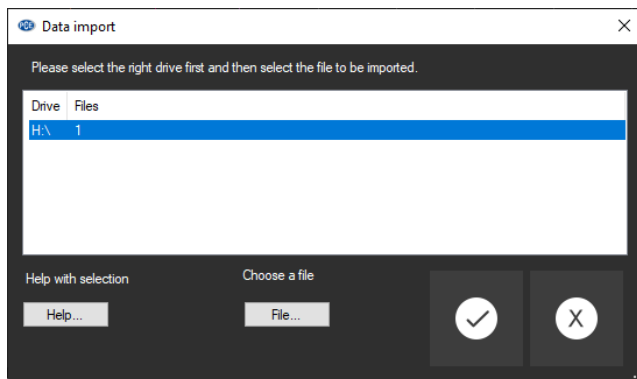 PCE Data import
Please select the right drive first and then select the file to be imported.
Drive Files
H:\ 1
Help with selection
Choose a file
Help...
File...
X